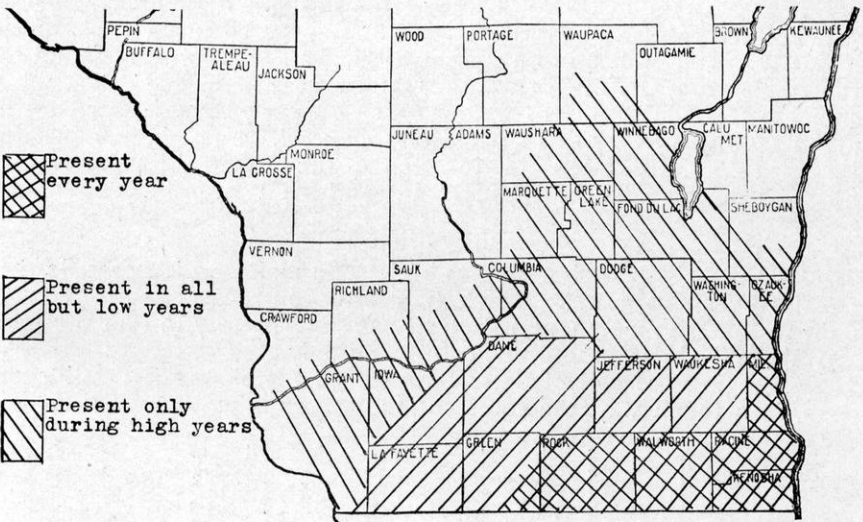 PEPIN
WOOD
PORTAGE
WAUPACA
BROWN
KEWAUNEE
BUFFALO
TREMPE-
ALEAU
JACKSON
OUTAGAMIE
JUNEAU
ADAMS
WAUSHARA
WINNEBAGO
CALU
MET
MANITOWOC
MONROE
LA CROSSE
Present
every year
MARQUETTE
GREEN
LAKE
FOND DU LAC
SHEBOYGAN
VERNON
SAUK
COLUMBIA
DODGE
WASHING-
TON
OZAUK-
EE
RICHLAND
Present in all
but low years
CRAWFORD
DANE
JEFFERSON
WAUKESHA
MIL
GRANT
IOWA
Present only
during high years
LA FAYETTE
GREEN
ROCK
WALWORTH
RACINE
KENOSHA